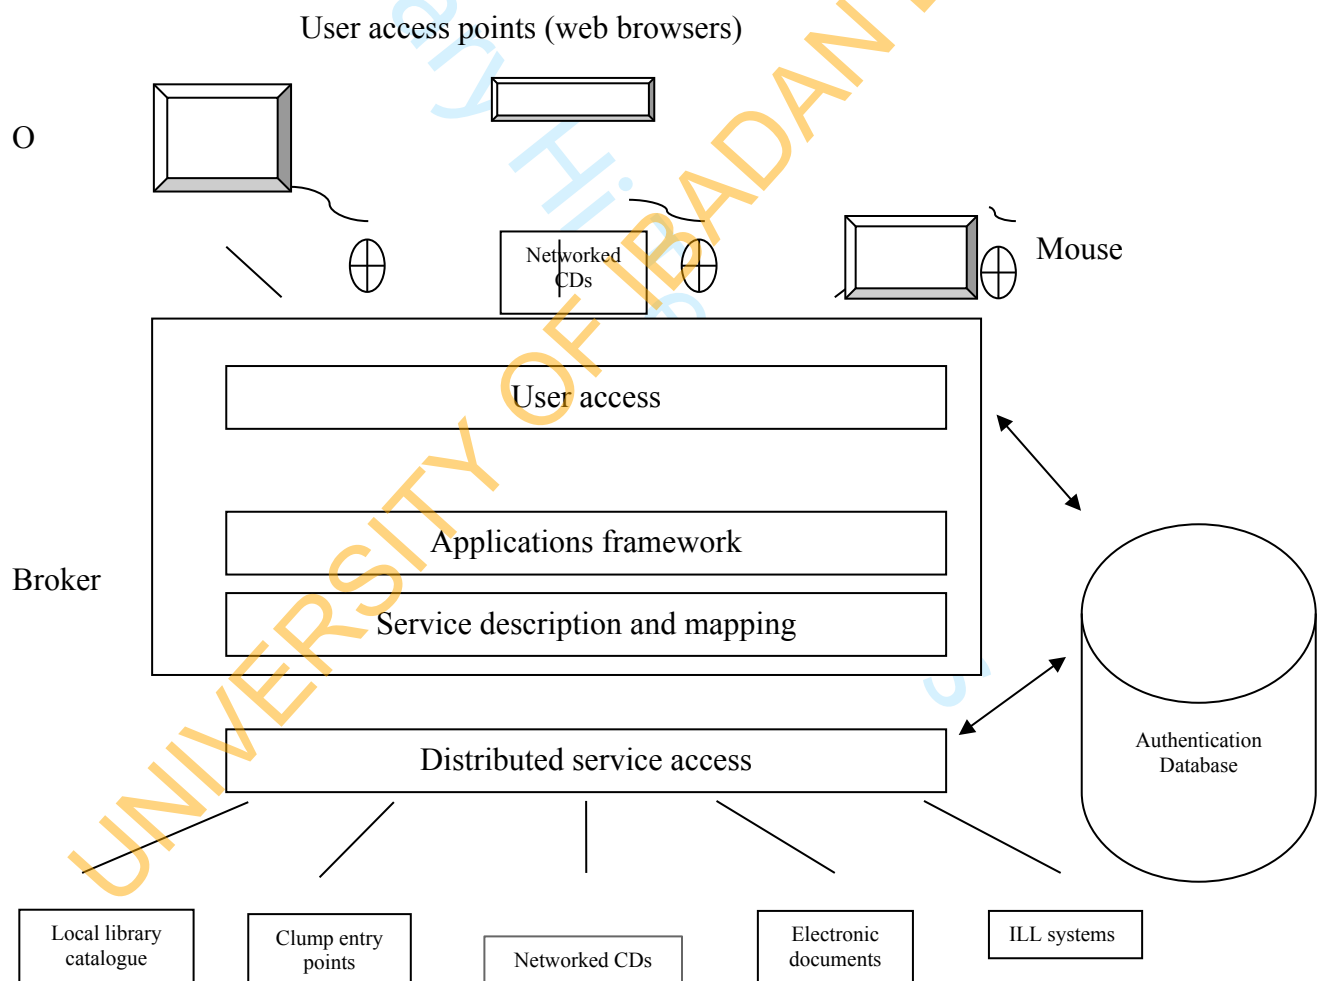 User access points (web browsers)
O
Mouse
Networked
CDs
User access
Applications framework
Broker
Service description and mapping
Distributed service access
Authentication
Database
Local library
catalogue
Clump entry
points
Networked CDs
Electronic
documents
ILL systems
UNIVERSITY OF IBADAN